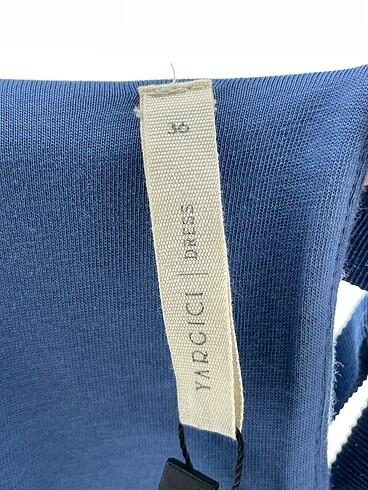 36
YARGICI | DRESS